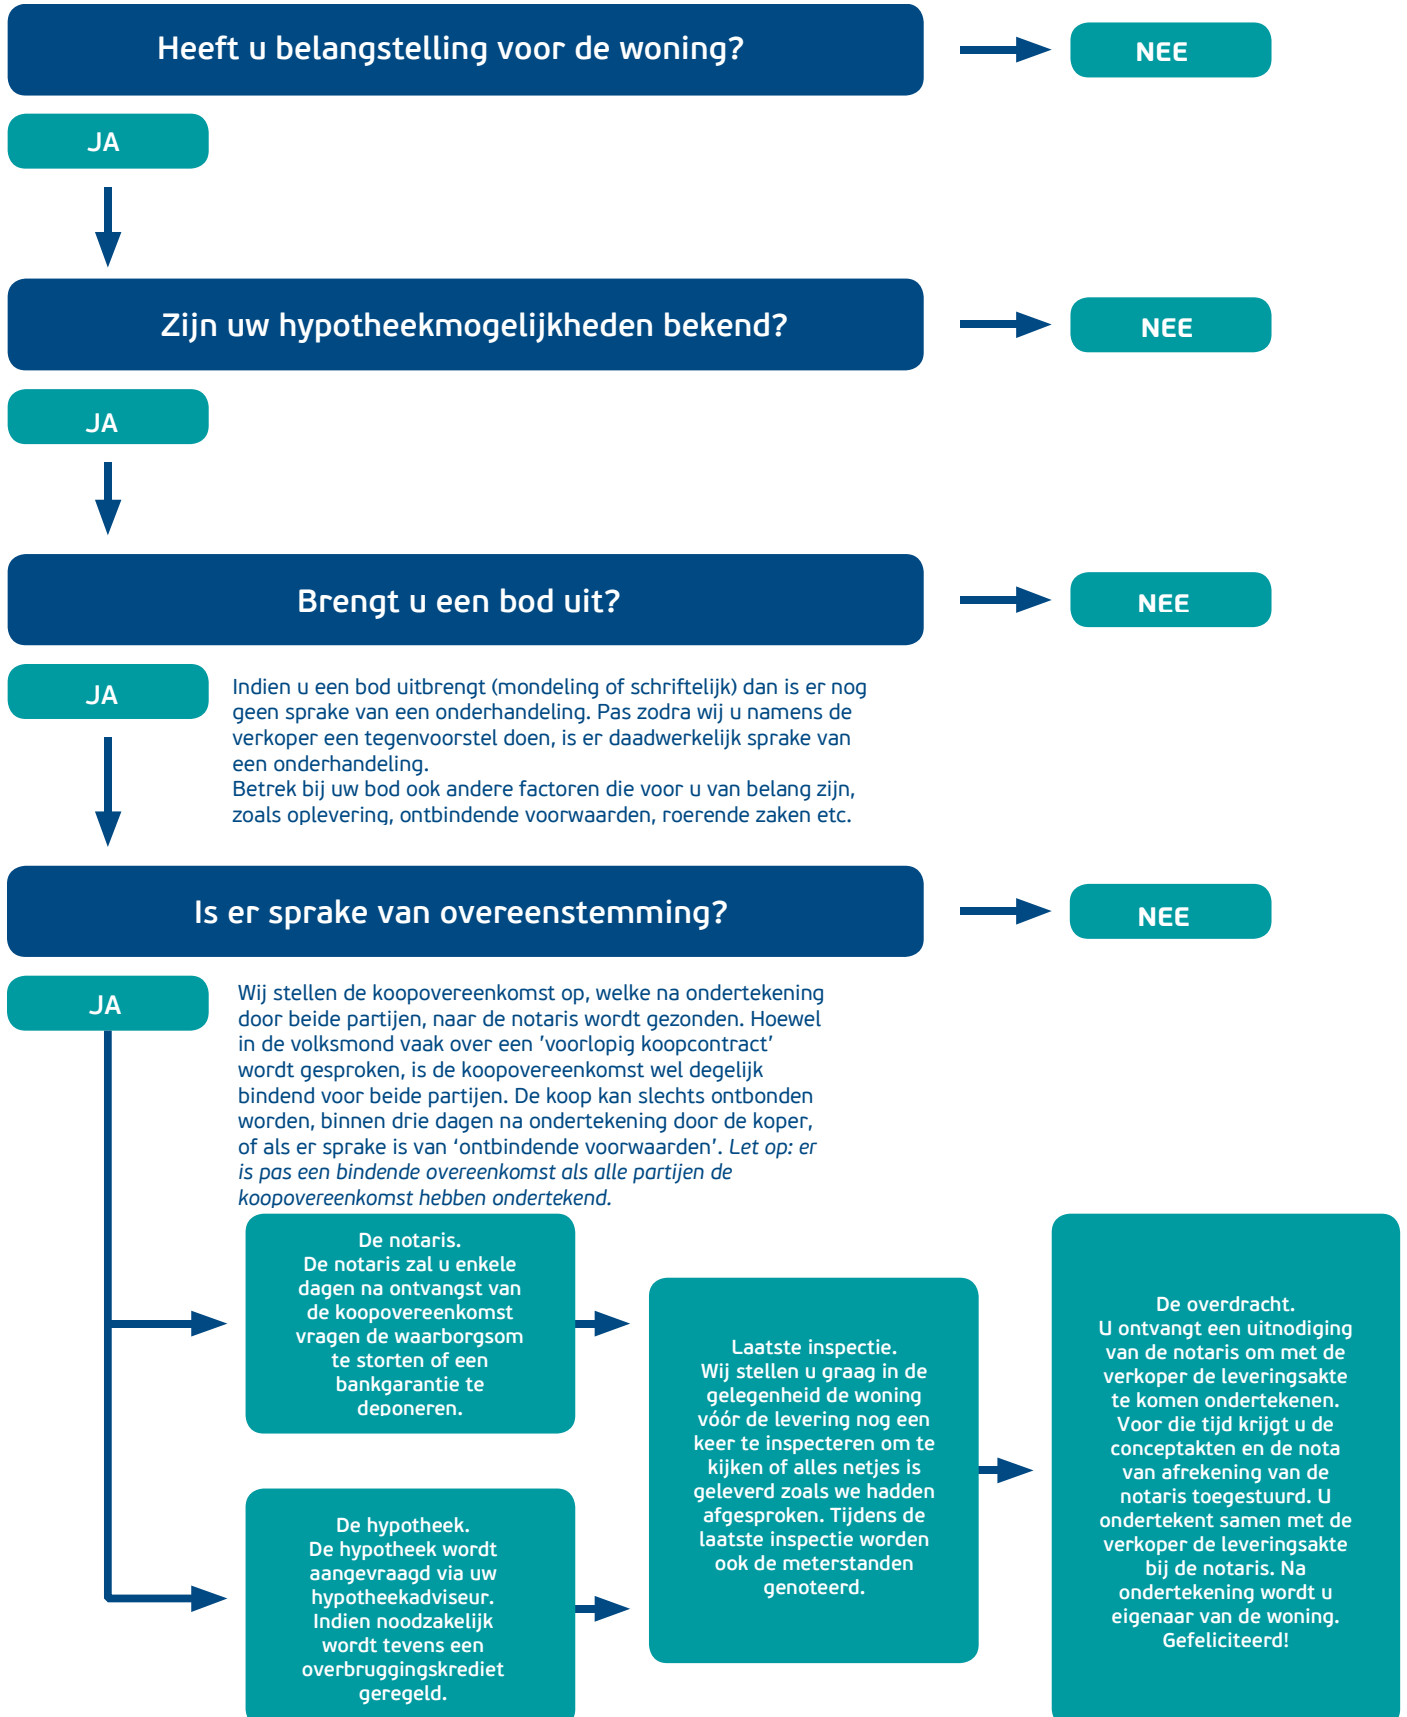 Heeft u belangstelling voor de woning?
NEE
JA
Zijn uw hypotheekmogelijkheden bekend?
NEE
JA
Brengt u een bod uit?
NEE
JA
Indien u een bod uitbrengt (mondeling of schriftelijk) dan is er nog
geen sprake van een onderhandeling. Pas zodra wij u namens de
verkoper een tegenvoorstel doen, is er daadwerkelijk sprake van
een onderhandeling.
Betrek bij uw bod ook andere factoren die voor u van belang zijn,
zoals oplevering, ontbindende voorwaarden, roerende zaken etc.
Is er sprake van overeenstemming?
NEE
JA
Wij stellen de koopovereenkomst op, welke na ondertekening
door beide partijen, naar de notaris wordt gezonden. Hoewel
in de volksmond vaak over een 'voorlopig koopcontract'
wordt gesproken, is de koopovereenkomst wel degelijk
bindend voor beide partijen. De koop kan slechts ontbonden
worden, binnen drie dagen na ondertekening door de koper,
of als er sprake is van ‘ontbindende voorwaarden’. Let op: er
is pas een bindende overeenkomst als alle partijen de
koopovereenkomst hebben ondertekend.
De notaris.
De notaris zal u enkele
dagen na ontvangst van
de koopovereenkomst
vragen de waarborgsom
te storten of een
bankgarantie te
deponeren.
De hypotheek.
De hypotheek wordt
aangevraagd via uw
hypotheekadviseur.
Indien noodzakelijk
wordt tevens een
overbruggingskrediet
geregeld.
Laatste inspectie.
Wij stellen u graag in de
gelegenheid de woning
vóór de levering nog een
keer te inspecteren om te
kijken of alles netjes is
geleverd zoals we hadden
afgesproken. Tijdens de
laatste inspectie worden
ook de meterstanden
genoteerd.
De overdracht.
U ontvangt een uitnodiging
van de notaris om met de
verkoper de leveringsakte
te komen ondertekenen.
Voor die tijd krijgt u de
conceptakten en de nota
van afrekening van de
notaris toegestuurd. U
ondertekent samen met de
verkoper de leveringsakte
bij de notaris. Na
ondertekening wordt u
eigenaar van de woning.
Gefeliciteerd!